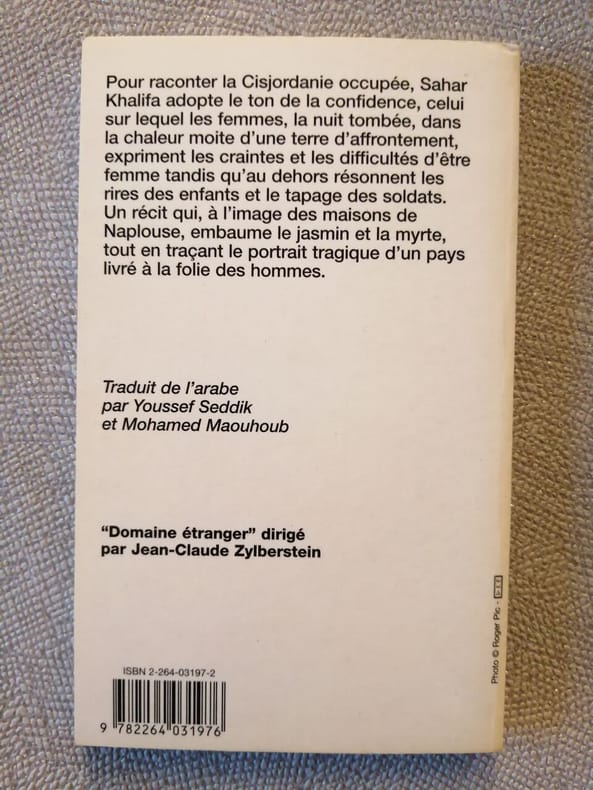 Pour raconter la Cisjordanie occupée, Sahar
Khalifa adopte le ton de la confidence, celui
sur lequel les femmes, la nuit tombée, dans
la chaleur moite d’une terre d’affrontement,
expriment les craintes et les difficultés d’être
femme tandis qu’au dehors résonnent les
rires des enfants et le tapage des soldats.
Un récit qui, à l’image des maisons de
Naplouse, embaume le jasmin et la myrte,
tout en traçant le portrait tragique d’un pays
livré à la folie des hommes.
Traduit de l’arabe
par Youssef Seddik
et Mohamed Maouhoub
“Domaine étranger” dirigé
par Jean-Claude Zylberstein
Photo © Roger Pic -
ISBN 2-264-03197-2
9 782264 031976